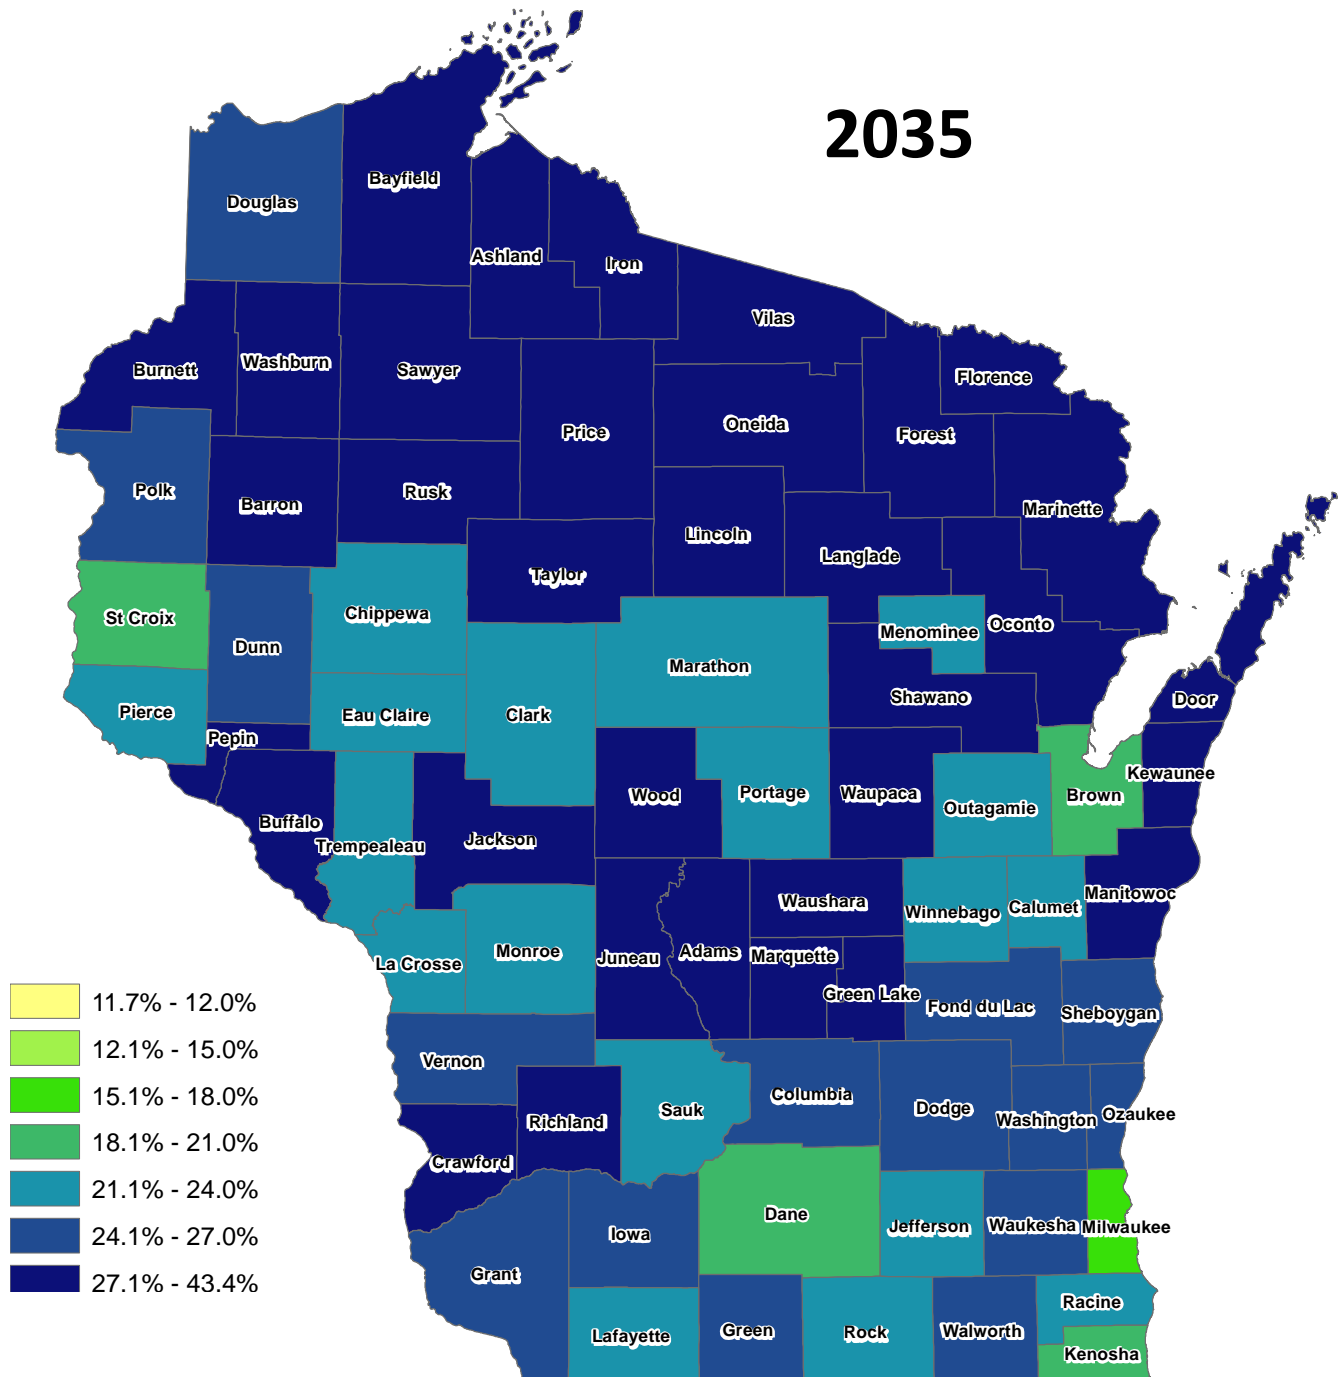 2035
Bayfield
Douglas
Ashland
Iron
Vilas
Burnett
Washburn
Sawyer
Florence
Price
Oneida
Forest
Polk
Barron
Rusk
Marinette
Lincoln
Langlade
Taylor
St Croix
Chippewa
Menominee
Oconto
Dunn
Marathon
Shawano
Door
Pierce
Eau Claire
Clark
Pepin
Kewaunee
Wood
Portage
Waupaca
Outagamie
Brown
Buffalo
Trempealeau
Jackson
Waushara
Winnebago
Calumet
Manitowoc
La Crosse
Monroe
Juneau
Adams
Marquette
Green Lake
Fond du Lac
Sheboygan
11.7% - 12.0%
12.1% - 15.0%
15.1% - 18.0%
18.1% - 21.0%
21.1% - 24.0%
24.1% - 27.0%
27.1% - 43.4%
Vernon
Richland
Sauk
Columbia
Dodge
Washington
Ozaukee
Crawford
Dane
Jefferson
Waukesha
Milwaukee
Iowa
Grant
Racine
Lafayette
Green
Rock
Walworth
Kenosha